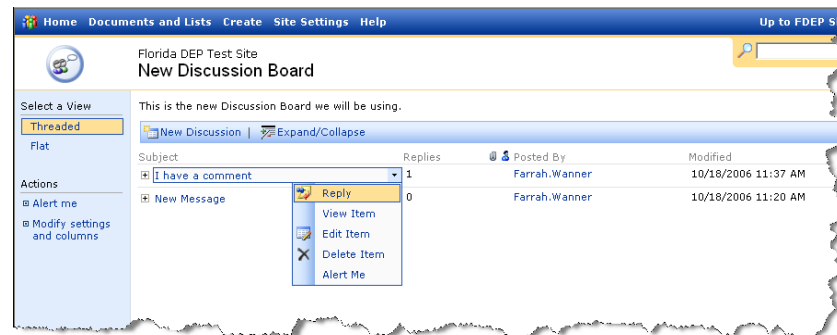 Home Documents and Lists Create Site Settings Help Up to FDEP S
Florida DEP Test Site
New Discussion Board
Select a View
Threaded
Flat
Actions
Alert me
Modify settings
and columns
This is the new Discussion Board we will be using.
New Discussion | Expand/Collapse
Subject Replies Posted By Modified
I have a comment 1 Farrah.Wanner 10/18/2006 11:37 AM
New Message 0 Farrah.Wanner 10/18/2006 11:20 AM
Reply
View Item
Edit Item
Delete Item
Alert Me